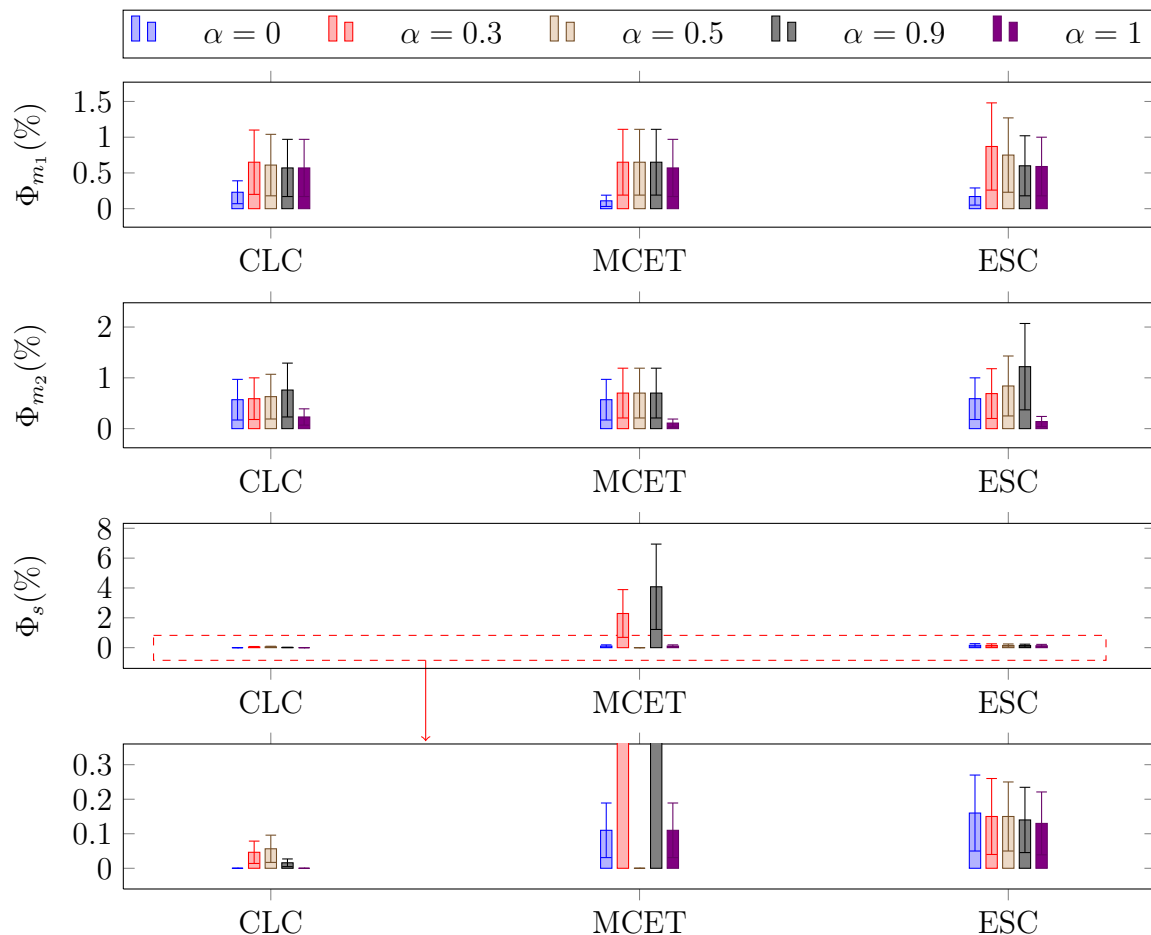 α = 0 α = 0.3 α = 0.5 α = 0.9 α = 1
Φm₁(%)
1.5
1
0.5
0
CLC MCET ESC
Φm₂(%)
2
1
0
CLC MCET ESC
Φs(%)
8
6
4
2
0
CLC MCET ESC
0.3
0.2
0.1
0
CLC MCET ESC